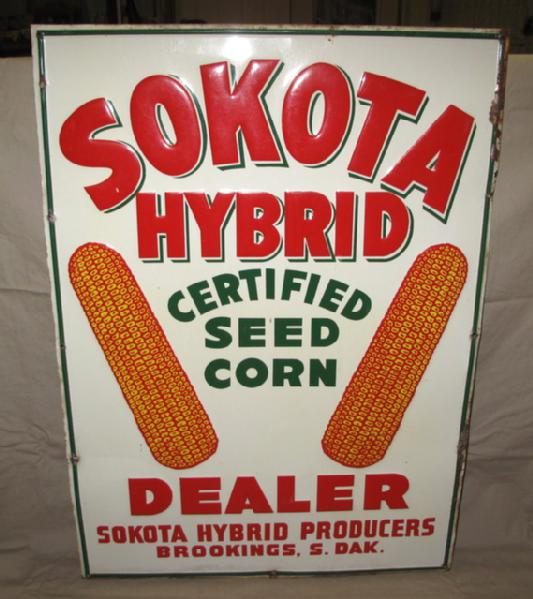 SOKOTA
HYBRID
CERTIFIED
SEED
CORN
DEALER
SOKOTA HYBRID PRODUCERS
BROOKINGS, S. DAK.